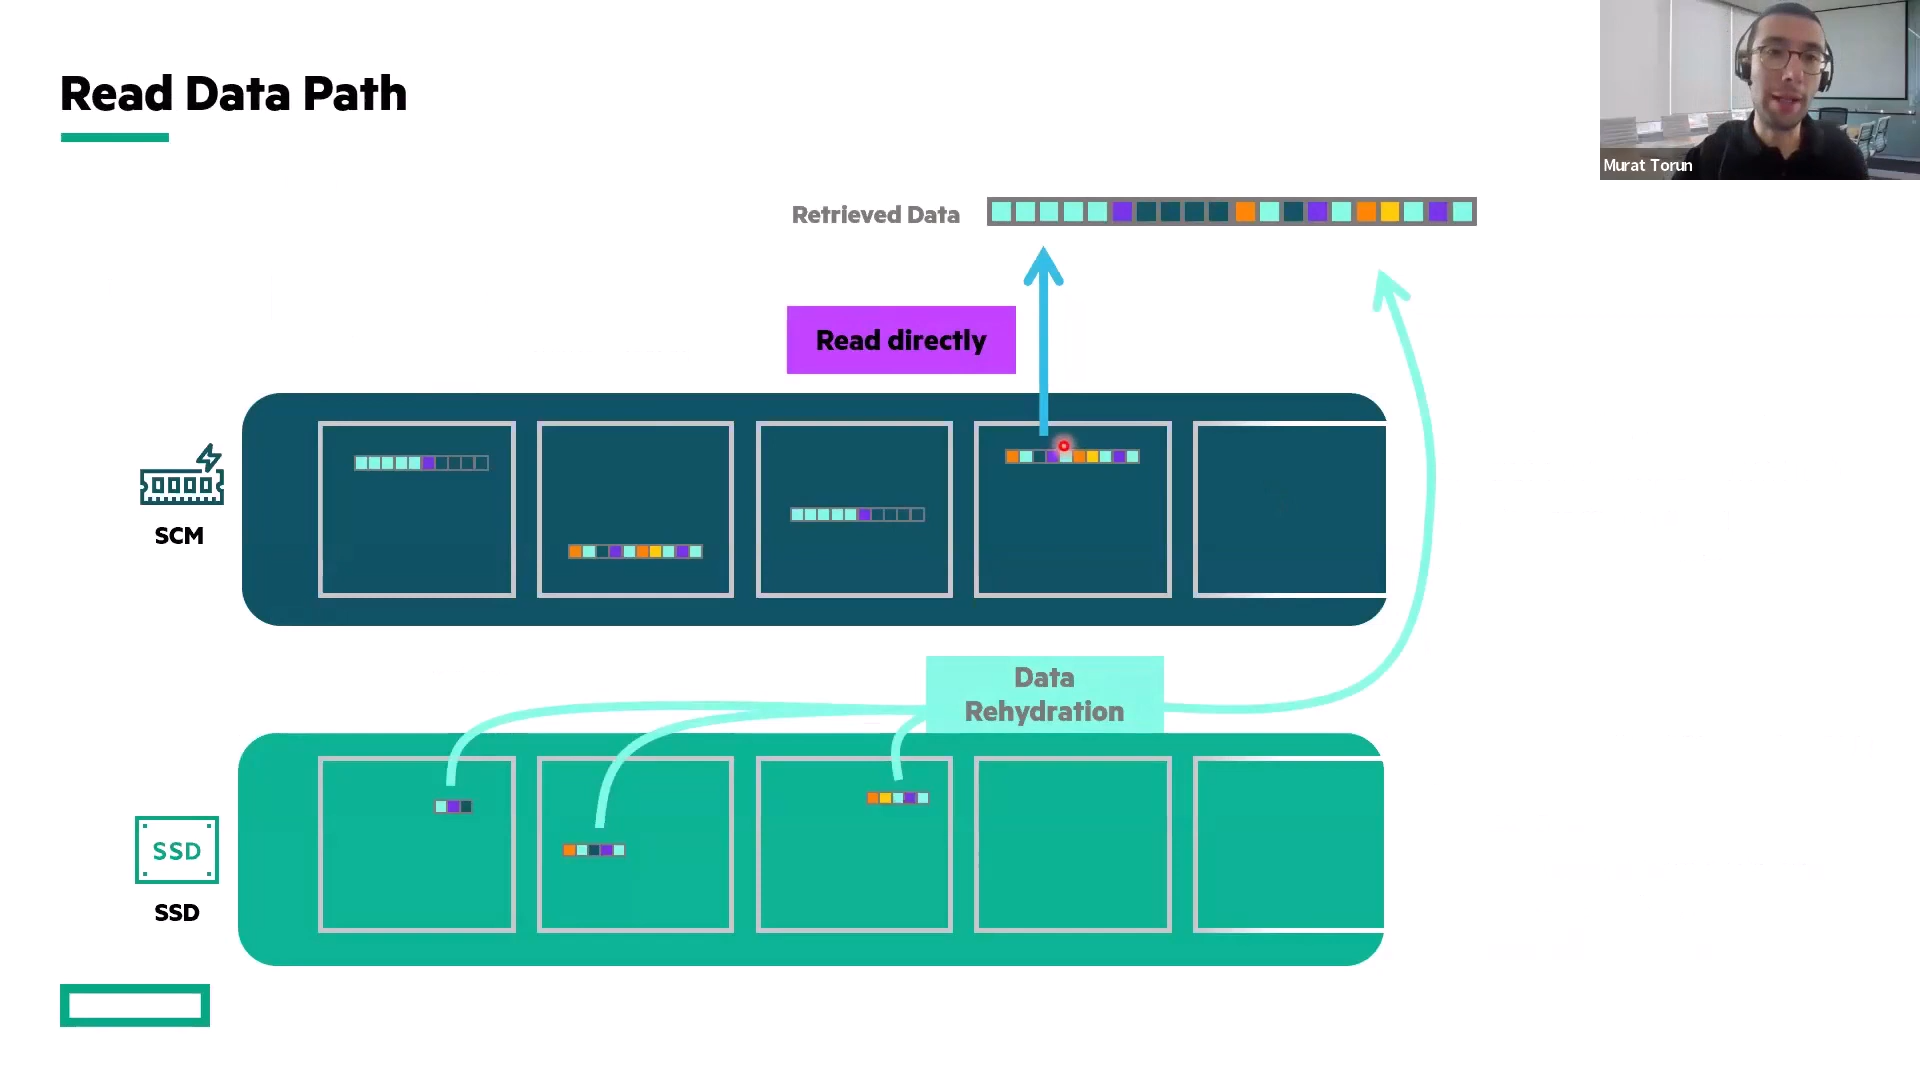 Read Data Path
Murat Torun
Retrieved Data
Read directly
SCM
Data
Rehydration
SSD
SSD